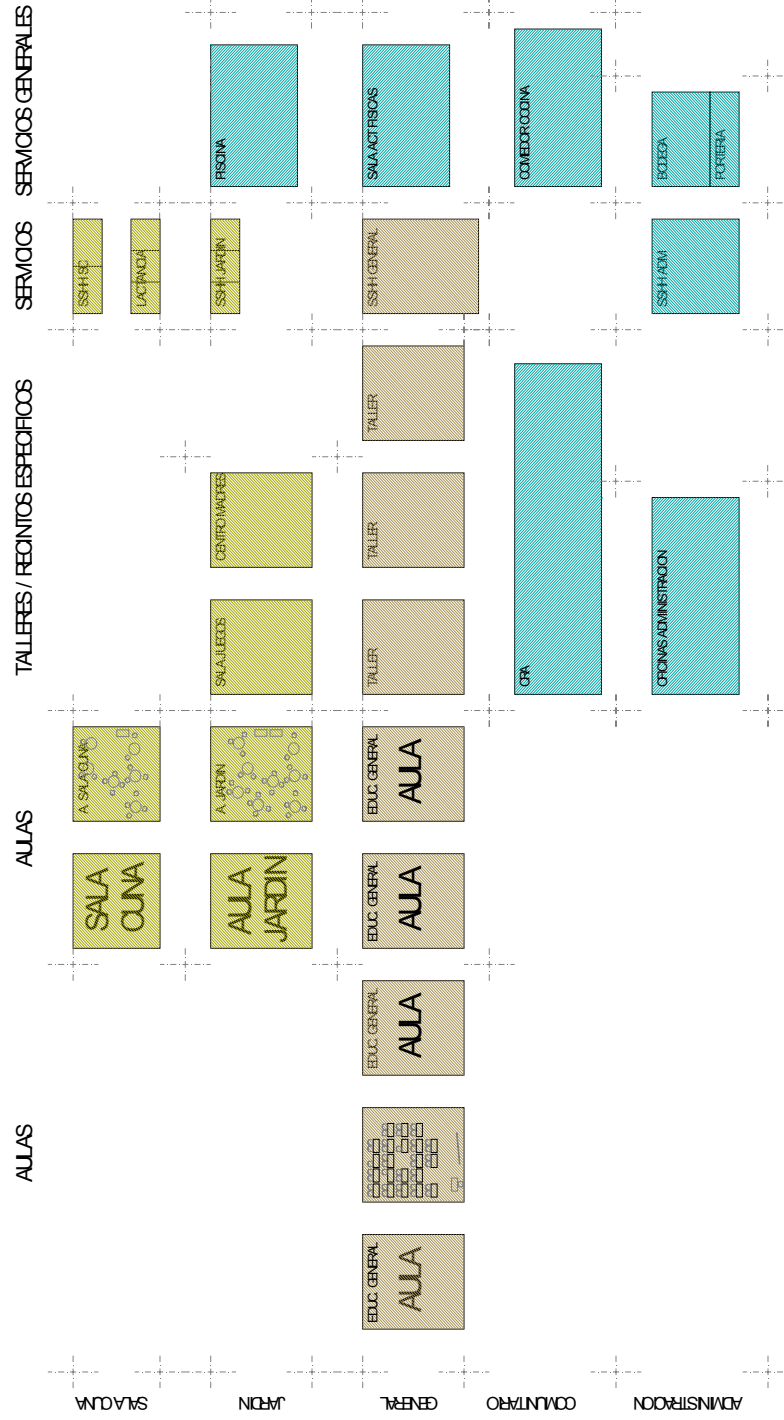 AULAS
AULAS
TALLERES / RECINTOS ESPECIFICOS
SERVICIOS
SERVICIOS GENERALES
SALA CUNA
SALA
CUNA
A. SALA CUNA
SSHH SC
LACTANCIA
JARDIN
AULA
JARDIN
A. JARDIN
SALA JUEGOS
CENTRO MADRES
SSHH JARDIN
PISCINA
GENERAL
EDUC. GENERAL
AULA
EDUC. GENERAL
AULA
EDUC. GENERAL
AULA
EDUC. GENERAL
AULA
TALLER
TALLER
TALLER
SSHH GENERAL
SALA ACT FISICAS
COMUNITARIO
CRA
COMEDOR COCINA
ADMINISTRACION
OFICINAS ADMINISTRACION
SSHH ADM
BODEGA
PORTERIA